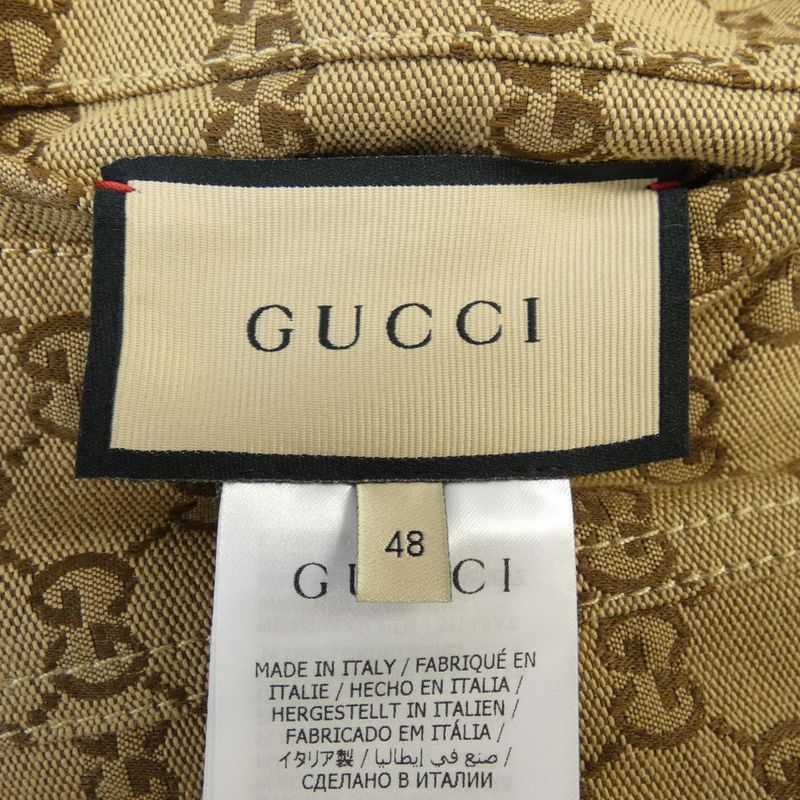 GUCCI
48
GUCCI
MADE IN ITALY / FABRIQUÉ EN
ITALIE / HECHO EN ITALIA /
HERGESTELLT IN ITALIEN /
FABRICADO EM ITÁLIA /
イタリア製 / صنع في إيطاليا /
СДЕЛАНО В ИТАЛИИ